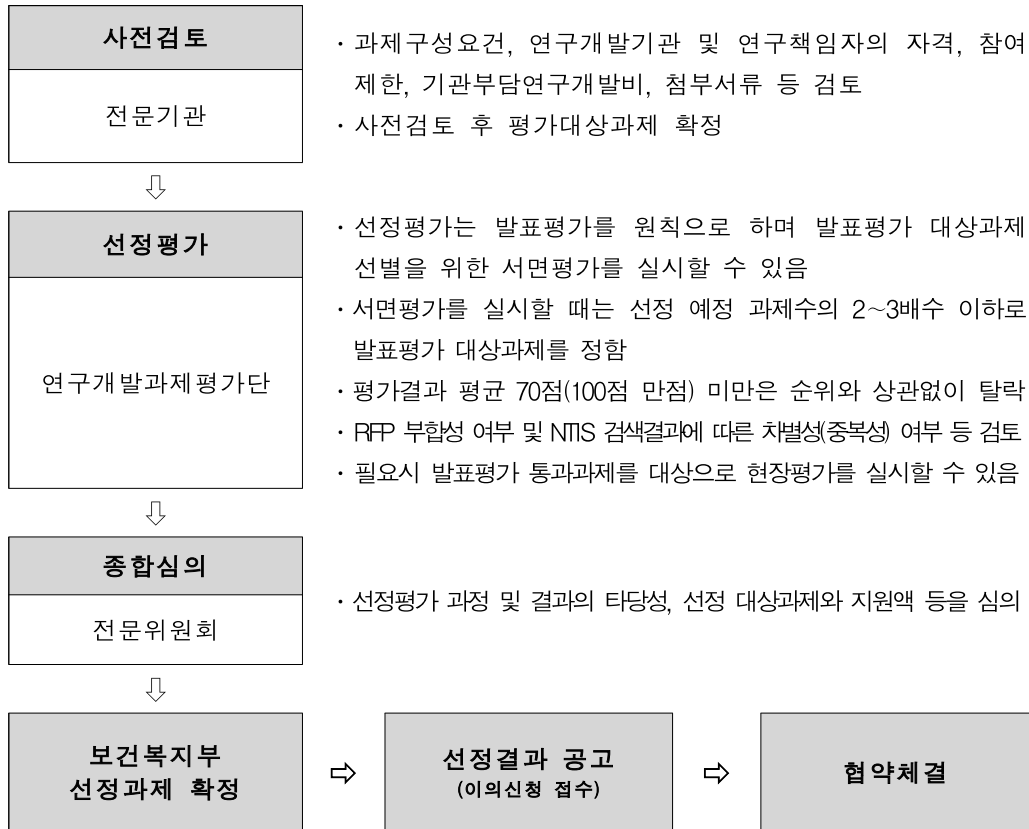 사전검토
전문기관
· 과제구성요건, 연구개발기관 및 연구책임자의 자격, 참여
제한, 기관부담연구개발비, 첨부서류 등 검토
· 사전검토 후 평가대상과제 확정
⇩
선정평가
연구개발과제평가단
· 선정평가는 발표평가를 원칙으로 하며 발표평가 대상과제
선별을 위한 서면평가를 실시할 수 있음
· 서면평가를 실시할 때는 선정 예정 과제수의 2~3배수 이하로
발표평가 대상과제를 정함
· 평가결과 평균 70점(100점 만점) 미만은 순위와 상관없이 탈락
· RFP 부합성 여부 및 NTIS 검색결과에 따른 차별성(중복성) 여부 등 검토
· 필요시 발표평가 통과과제를 대상으로 현장평가를 실시할 수 있음
⇩
종합심의
전문위원회
· 선정평가 과정 및 결과의 타당성, 선정 대상과제와 지원액 등을 심의
⇩
보건복지부
선정과제 확정
⇨
선정결과 공고
(이의신청 접수)
⇨
협약체결